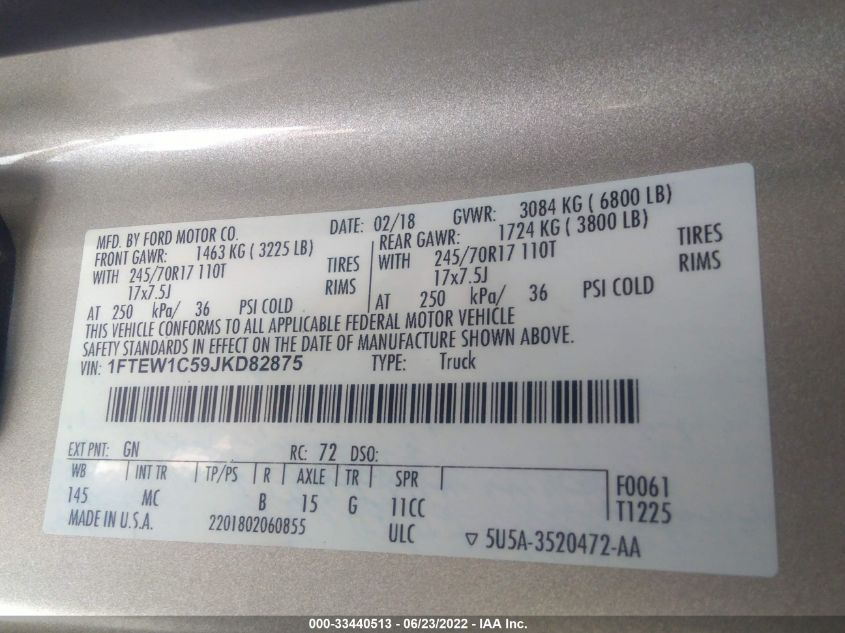 MFD. BY FORD MOTOR CO. DATE: 02/18 GVWR: 3084 KG ( 6800 LB)
FRONT GAWR: 1463 KG ( 3225 LB) REAR GAWR: 1724 KG ( 3800 LB)
WITH 245/70R17 110T TIRES WITH 245/70R17 110T TIRES
17x7.5J RIMS 17x7.5J RIMS
AT 250 kPa/ 36 PSI COLD AT 250 kPa/ 36 PSI COLD
THIS VEHICLE CONFORMS TO ALL APPLICABLE FEDERAL MOTOR VEHICLE
SAFETY STANDARDS IN EFFECT ON THE DATE OF MANUFACTURE SHOWN ABOVE.
VIN: 1FTEW1C59JKD82875 TYPE: Truck
EXT PNT: GN RC: 72 DSO:
WB INT TR TP/PS R AXLE TR SPR
145 MC B 15 G 11CC F0061
ULC T1225
MADE IN U.S.A. 2201802060855 ▽ 5U5A-3520472-AA
000-33440513 - 06/23/2022 - IAA Inc.